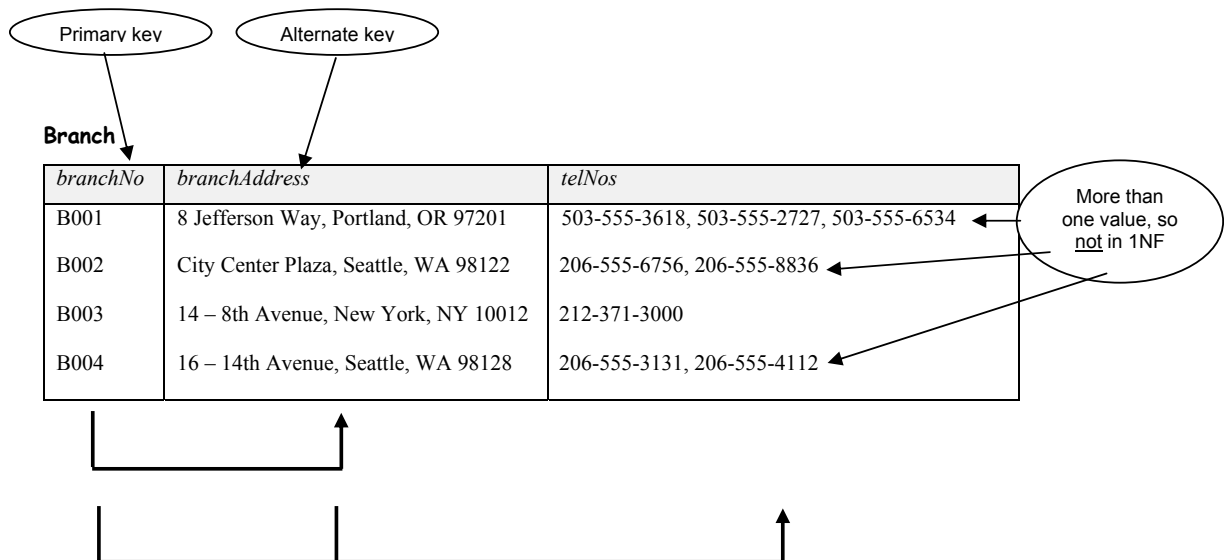 Primary key
Alternate key
Branch
branchNo branchAddress telNos
B001 8 Jefferson Way, Portland, OR 97201 503-555-3618, 503-555-2727, 503-555-6534
B002 City Center Plaza, Seattle, WA 98122 206-555-6756, 206-555-8836
B003 14 – 8th Avenue, New York, NY 10012 212-371-3000
B004 16 – 14th Avenue, Seattle, WA 98128 206-555-3131, 206-555-4112
More than
one value, so
not in 1NF